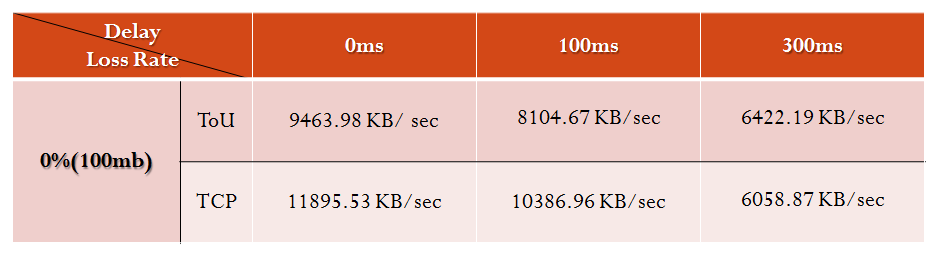 Delay
Loss Rate
0ms
100ms
300ms
0%(100mb)
ToU
9463.98 KB/ sec
8104.67 KB/sec
6422.19 KB/sec
TCP
11895.53 KB/sec
10386.96 KB/sec
6058.87 KB/sec